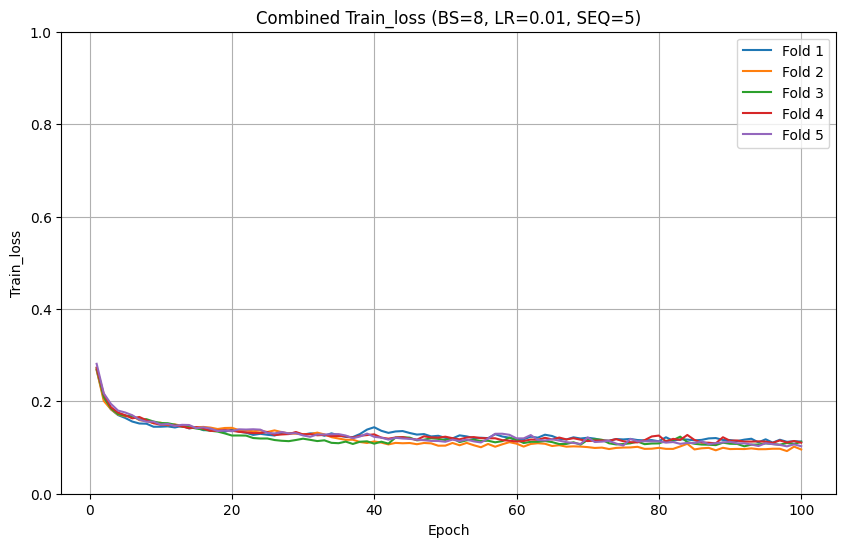 Combined Train_loss (BS=8, LR=0.01, SEQ=5)
Fold 1
Fold 2
Fold 3
Fold 4
Fold 5
Train_loss
1.0
0.8
0.6
0.4
0.2
0.0
0
20
40
60
80
100
Epoch